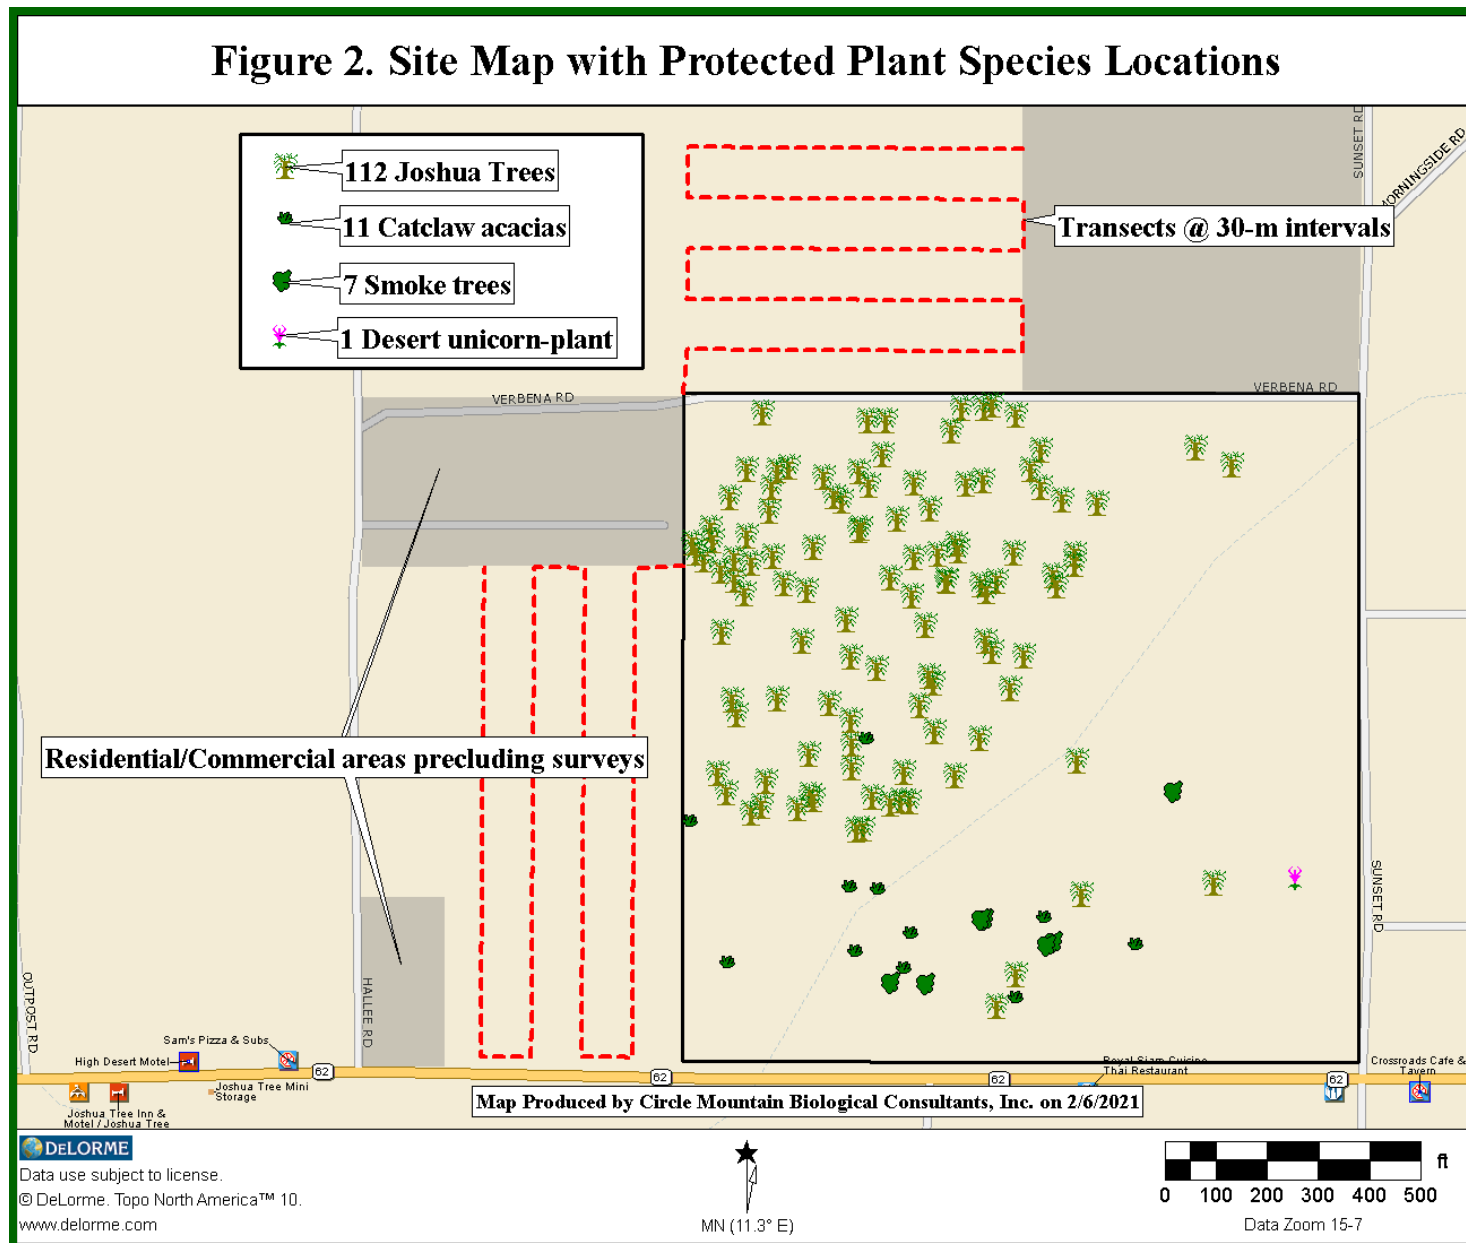 Figure 2. Site Map with Protected Plant Species Locations
112 Joshua Trees
11 Catclaw acacias
7 Smoke trees
1 Desert unicorn-plant
Transects @ 30-m intervals
SUNSET RD
MORNINGSIDE RD
VERBENA RD
VERBENA RD
Residential/Commercial areas precluding surveys
SUNSET RD
OUTPOST RD
HALLEE RD
Sam's Pizza & Subs
High Desert Motel
Joshua Tree Mini
Storage
Joshua Tree Inn &
Motel / Joshua Tree
62
62
62
62
Royal Siam Cuisine
Thai Restaurant
Crossroads Cafe &
Tavern
Map Produced by Circle Mountain Biological Consultants, Inc. on 2/6/2021
DELORME
Data use subject to license.
© DeLorme. Topo North America™ 10.
www.delorme.com
MN (11.3° E)
ft
0 100 200 300 400 500
Data Zoom 15-7